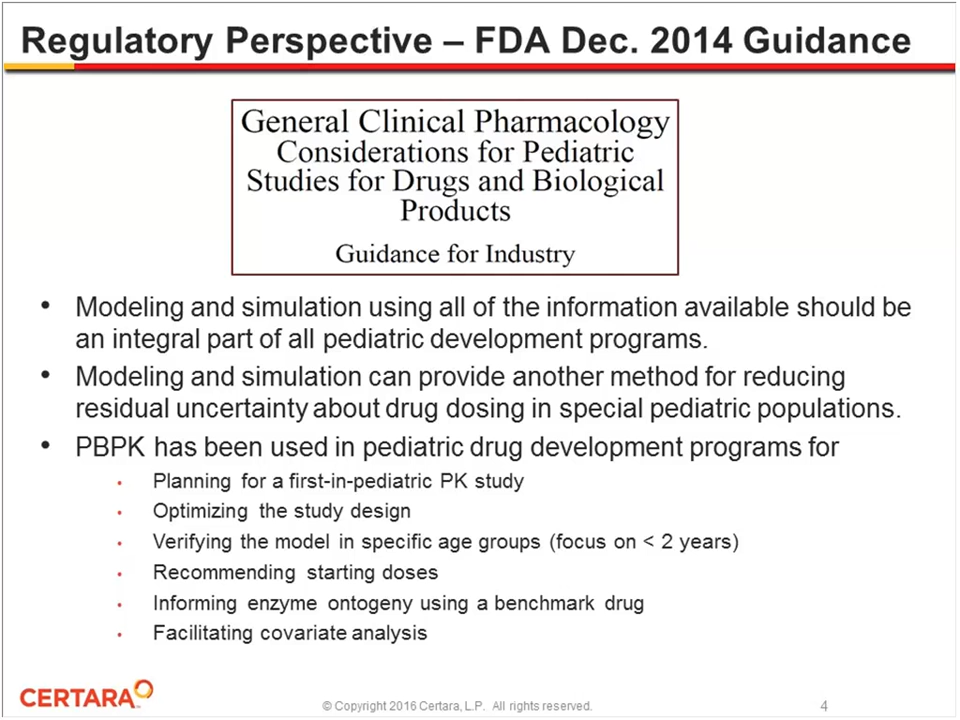 Regulatory Perspective – FDA Dec. 2014 Guidance
General Clinical Pharmacology
Considerations for Pediatric
Studies for Drugs and Biological
Products
Guidance for Industry
• Modeling and simulation using all of the information available should be
an integral part of all pediatric development programs.
• Modeling and simulation can provide another method for reducing
residual uncertainty about drug dosing in special pediatric populations.
• PBPK has been used in pediatric drug development programs for
• Planning for a first-in-pediatric PK study
• Optimizing the study design
• Verifying the model in specific age groups (focus on < 2 years)
• Recommending starting doses
• Informing enzyme ontogeny using a benchmark drug
• Facilitating covariate analysis
CERTARA
© Copyright 2016 Certara, L.P. All rights reserved.
4